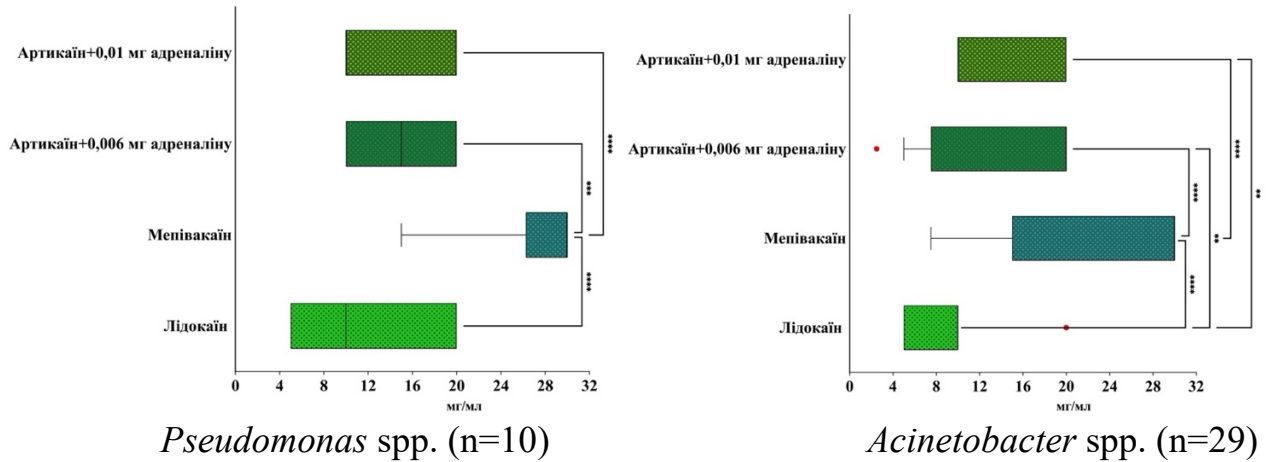 Артикаїн+0,01 мг адреналіну
Артикаїн+0,006 мг адреналіну
Мепівакаїн
Лідокаїн
**** 
***
****
0 4 8 12 16 20 24 28 32
мг/мл
Pseudomonas spp. (n=10)
Артикаїн+0,01 мг адреналіну
Артикаїн+0,006 мг адреналіну
Мепівакаїн
Лідокаїн
****
**
****
**
****
0 4 8 12 16 20 24 28 32
мг/мл
Acinetobacter spp. (n=29)